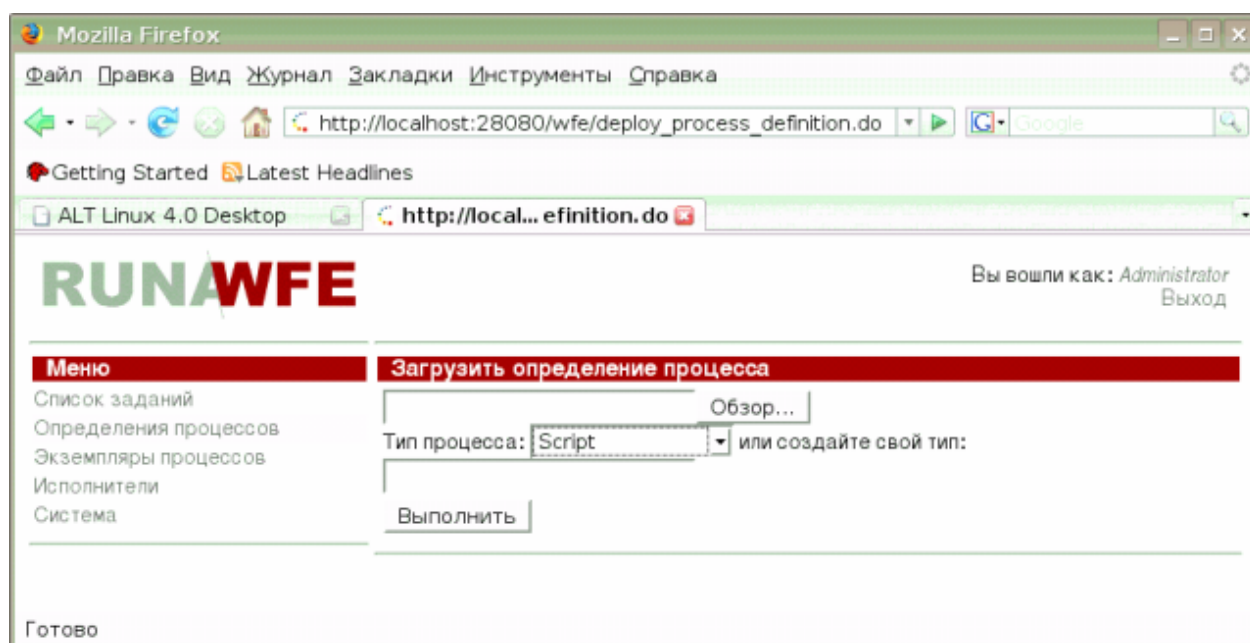 Mozilla Firefox
Файл Правка Вид Журнал Закладки Инструменты Справка
http://localhost:28080/wfe/deploy_process_definition.do G Google
Getting Started Latest Headlines
ALT Linux 4.0 Desktop http://local... efinition.do
RUNAWFE
Вы вошли как: Administrator
Выход
Меню
Список заданий
Определения процессов
Экземпляры процессов
Исполнители
Система
Загрузить определение процесса
Обзор...
Тип процесса: Script или создайте свой тип:
Выполнить
Готово